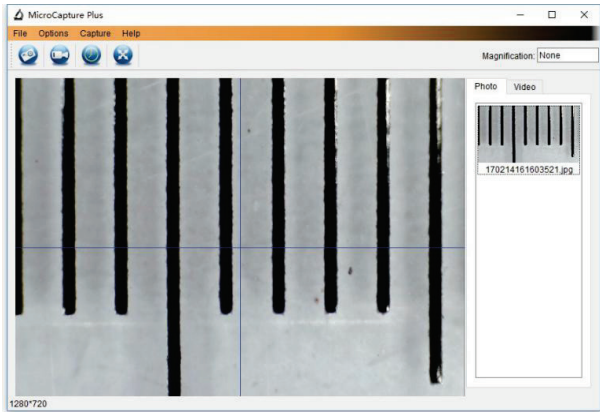 MicroCapture Plus
File Options Capture Help
Magnification: None
Photo Video
170214161603521.jpg
1280*720